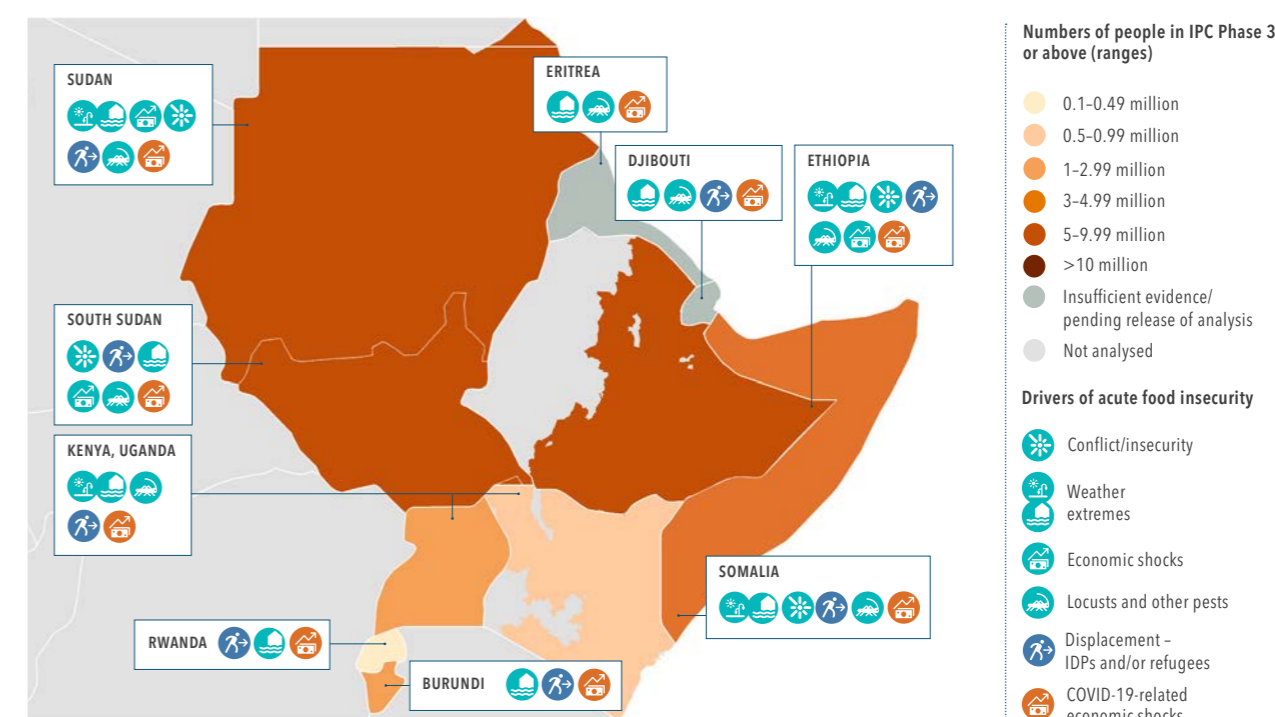 SUDAN
ERITREA
DJIBOUTI
ETHIOPIA
SOUTH SUDAN
KENYA, UGANDA
SOMALIA
RWANDA
BURUNDI
Numbers of people in IPC Phase 3
or above (ranges)
0.1–0.49 million
0.5–0.99 million
1–2.99 million
3–4.99 million
5–9.99 million
>10 million
Insufficient evidence/
pending release of analysis
Not analysed
Drivers of acute food insecurity
Conflict/insecurity
Weather
extremes
Economic shocks
Locusts and other pests
Displacement –
IDPs and/or refugees
COVID-19-related
economic shocks